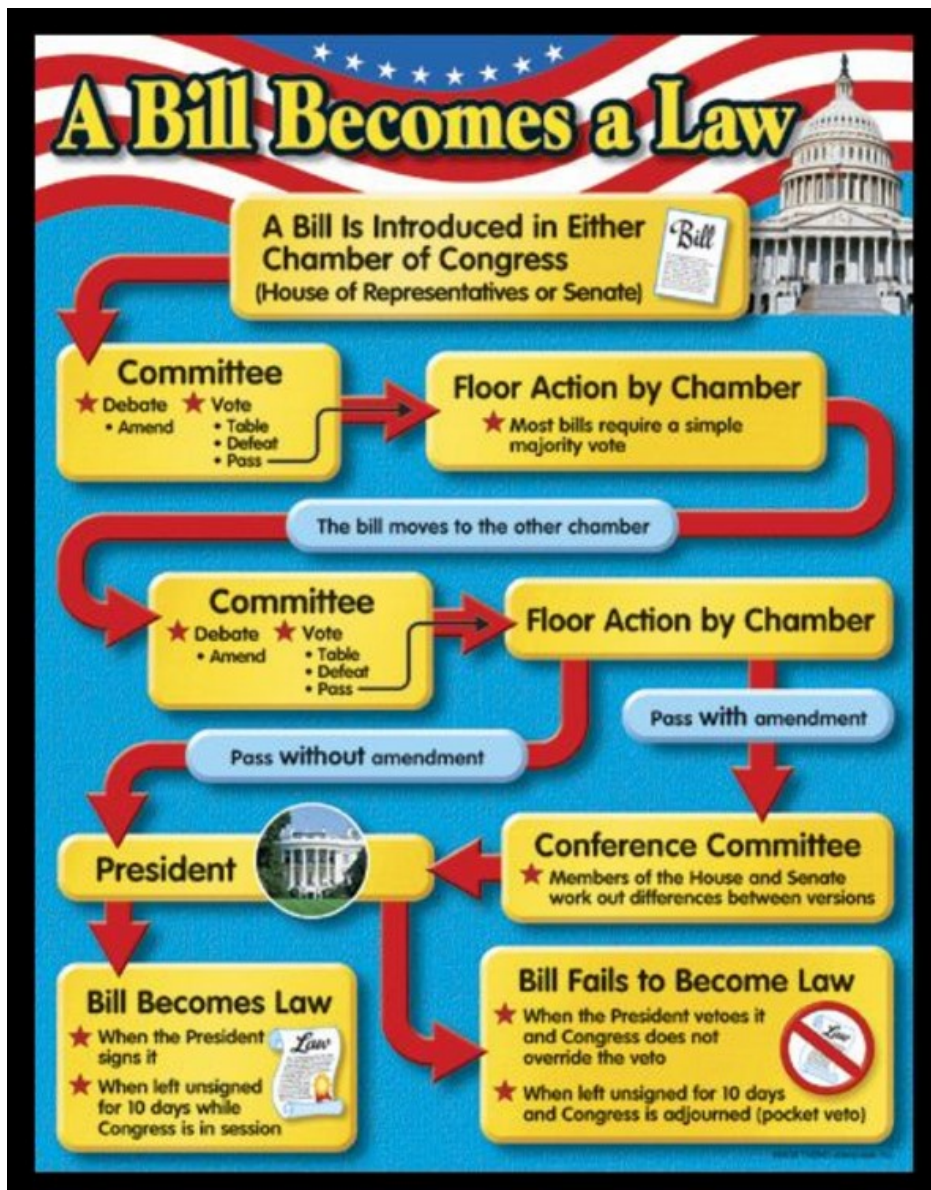 A Bill Becomes a Law
A Bill Is Introduced in Either
Chamber of Congress
(House of Representatives or Senate)
Bill
Committee
Debate
• Amend
Vote
• Table
• Defeat
• Pass
Floor Action by Chamber
Most bills require a simple
majority vote
The bill moves to the other chamber
Committee
Debate
• Amend
Vote
• Table
• Defeat
• Pass
Floor Action by Chamber
Pass with amendment
Pass without amendment
President
Conference Committee
Members of the House and Senate
work out differences between versions
Bill Becomes Law
When the President
signs it
When left unsigned
for 10 days while
Congress is in session
Law
Bill Fails to Become Law
When the President vetoes it
and Congress does not
override the veto
When left unsigned for 10 days
and Congress is adjourned (pocket veto)
Law